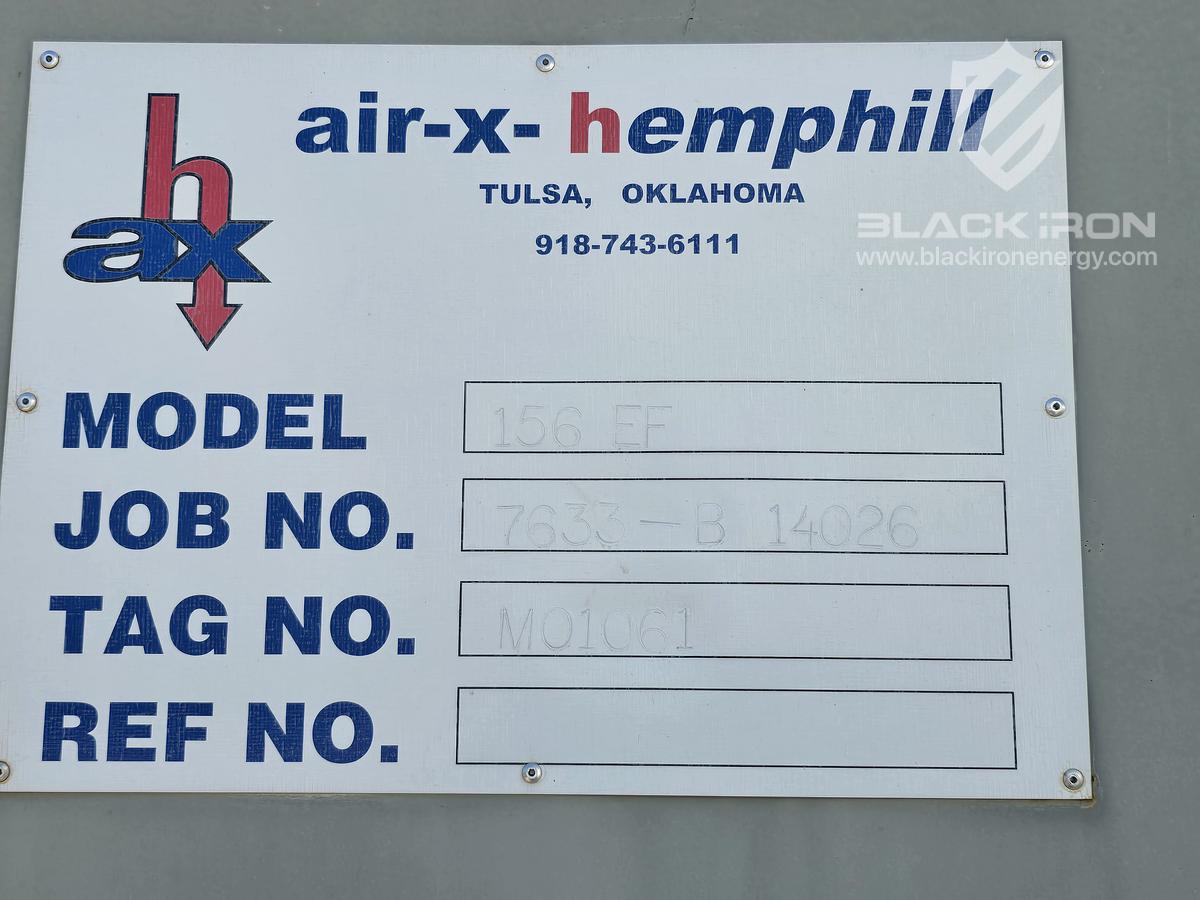 h
ax
air-x- hemphill
TULSA, OKLAHOMA
918-743-6111
BLACK iRON
www.blackironenergy.com
MODEL 156 EF
JOB NO. 7633-B 14026
TAG NO. M01061
REF NO.